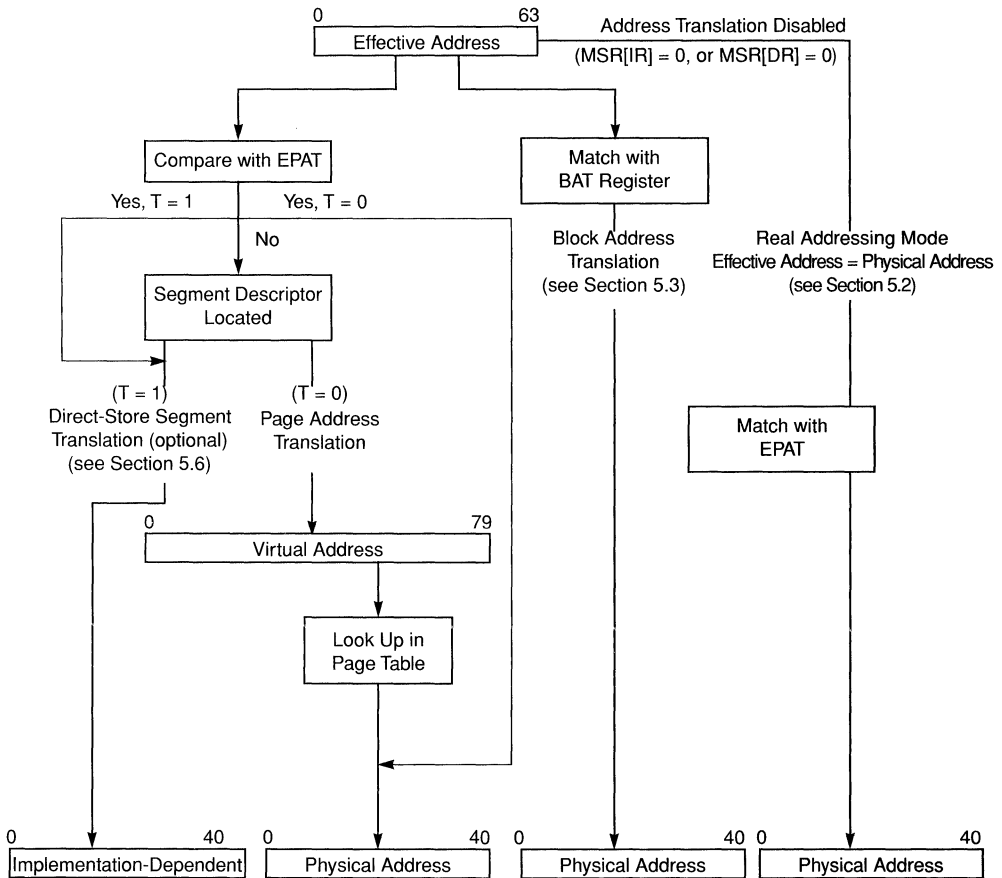 0 63
Effective Address
Address Translation Disabled
(MSR[IR] = 0, or MSR[DR] = 0)
Compare with EPAT
Match with
BAT Register
Yes, T = 1
Yes, T = 0
No
Segment Descriptor
Located
Block Address
Translation
(see Section 5.3)
Real Addressing Mode
Effective Address = Physical Address
(see Section 5.2)
(T = 1)
Direct-Store Segment
Translation (optional)
(see Section 5.6)
(T = 0)
Page Address
Translation
Match with
EPAT
0 79
Virtual Address
Look Up in
Page Table
0 40
Implementation-Dependent
0 40
Physical Address
0 40
Physical Address
0 40
Physical Address